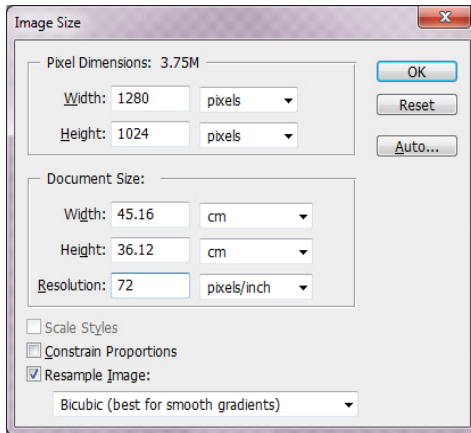 Image Size
Pixel Dimensions: 3.75M
Width: 1280 pixels
Height: 1024 pixels
OK
Reset
Auto...
Document Size:
Width: 45.16 cm
Height: 36.12 cm
Resolution: 72 pixels/inch
Scale Styles
Constrain Proportions
Resample Image:
Bicubic (best for smooth gradients)